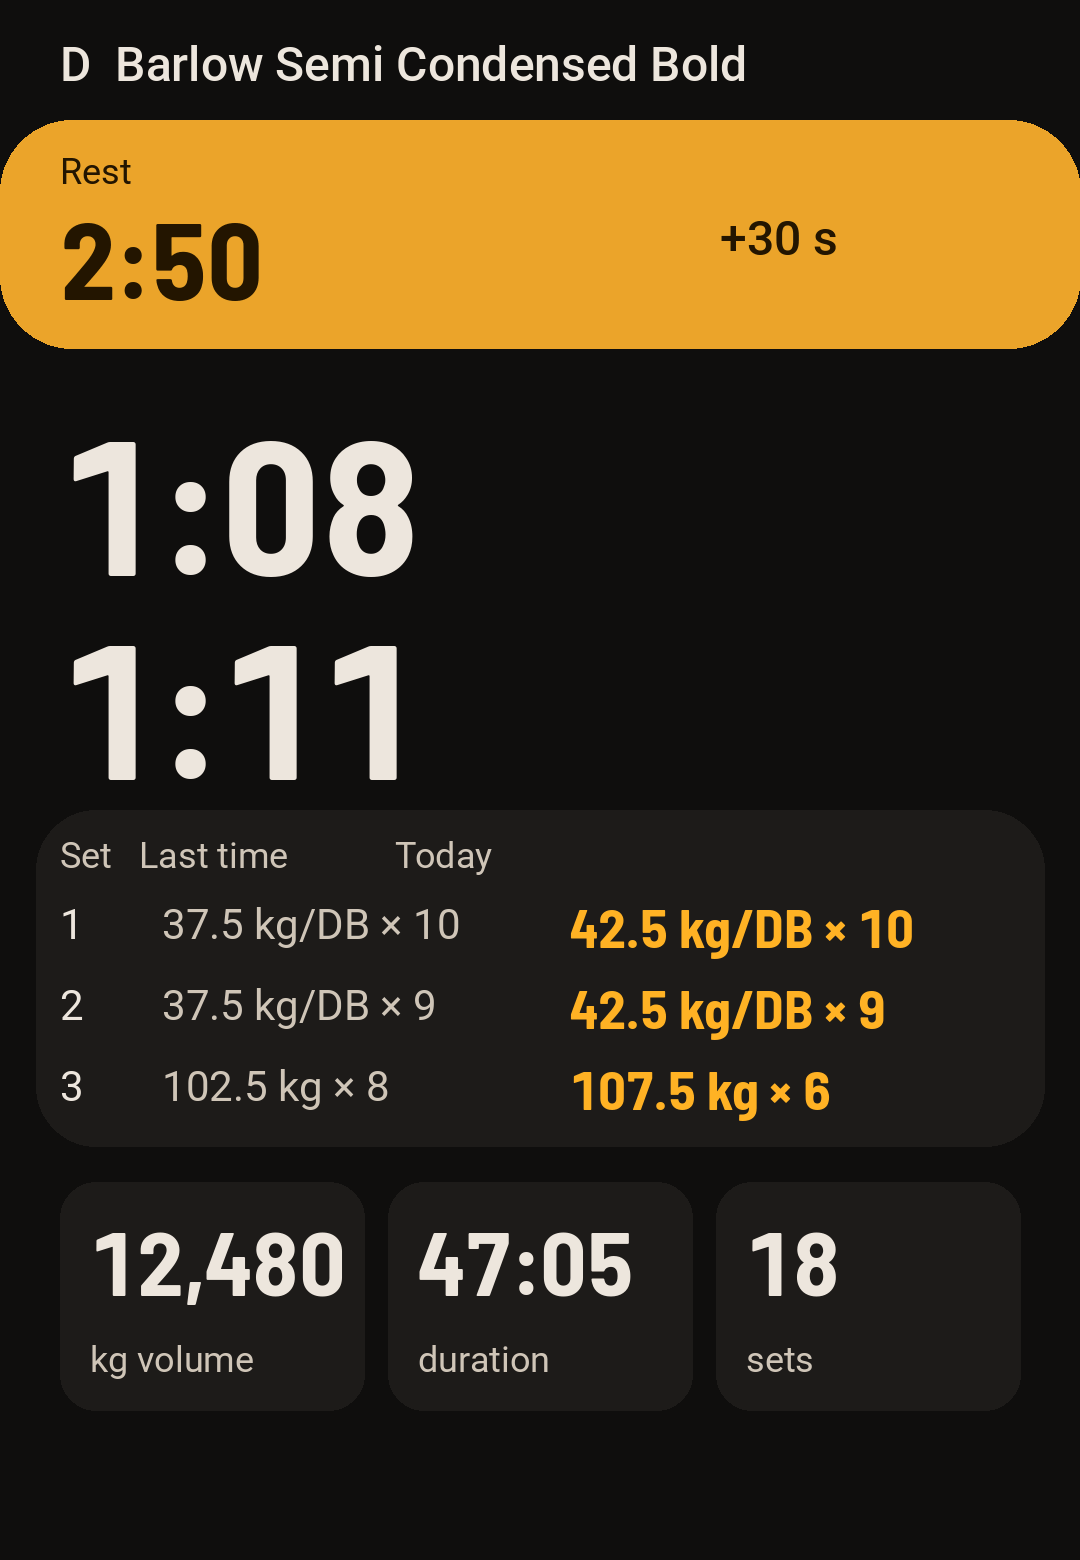 D Barlow Semi Condensed Bold
Rest
2:50
+30 s
1:08
1:11
Set Last time Today
1 37.5 kg/DB × 10 42.5 kg/DB × 10
2 37.5 kg/DB × 9 42.5 kg/DB × 9
3 102.5 kg × 8 107.5 kg × 6
12,480 47:05 18
kg volume duration sets